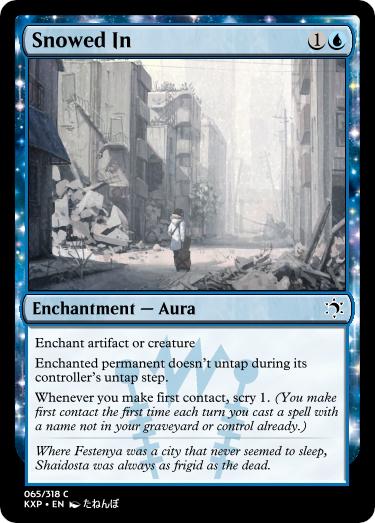 Snowed In
1
Enchantment — Aura
Enchant artifact or creature
Enchanted permanent doesn't untap during its
controller's untap step.
Whenever you make first contact, scry 1. (You make
first contact the first time each turn you cast a spell with
a name not in your graveyard or control already.)
Where Festenya was a city that never seemed to sleep,
Shaidosta was always as frigid as the dead.
065/318 C
KXP • EN たねんぼ